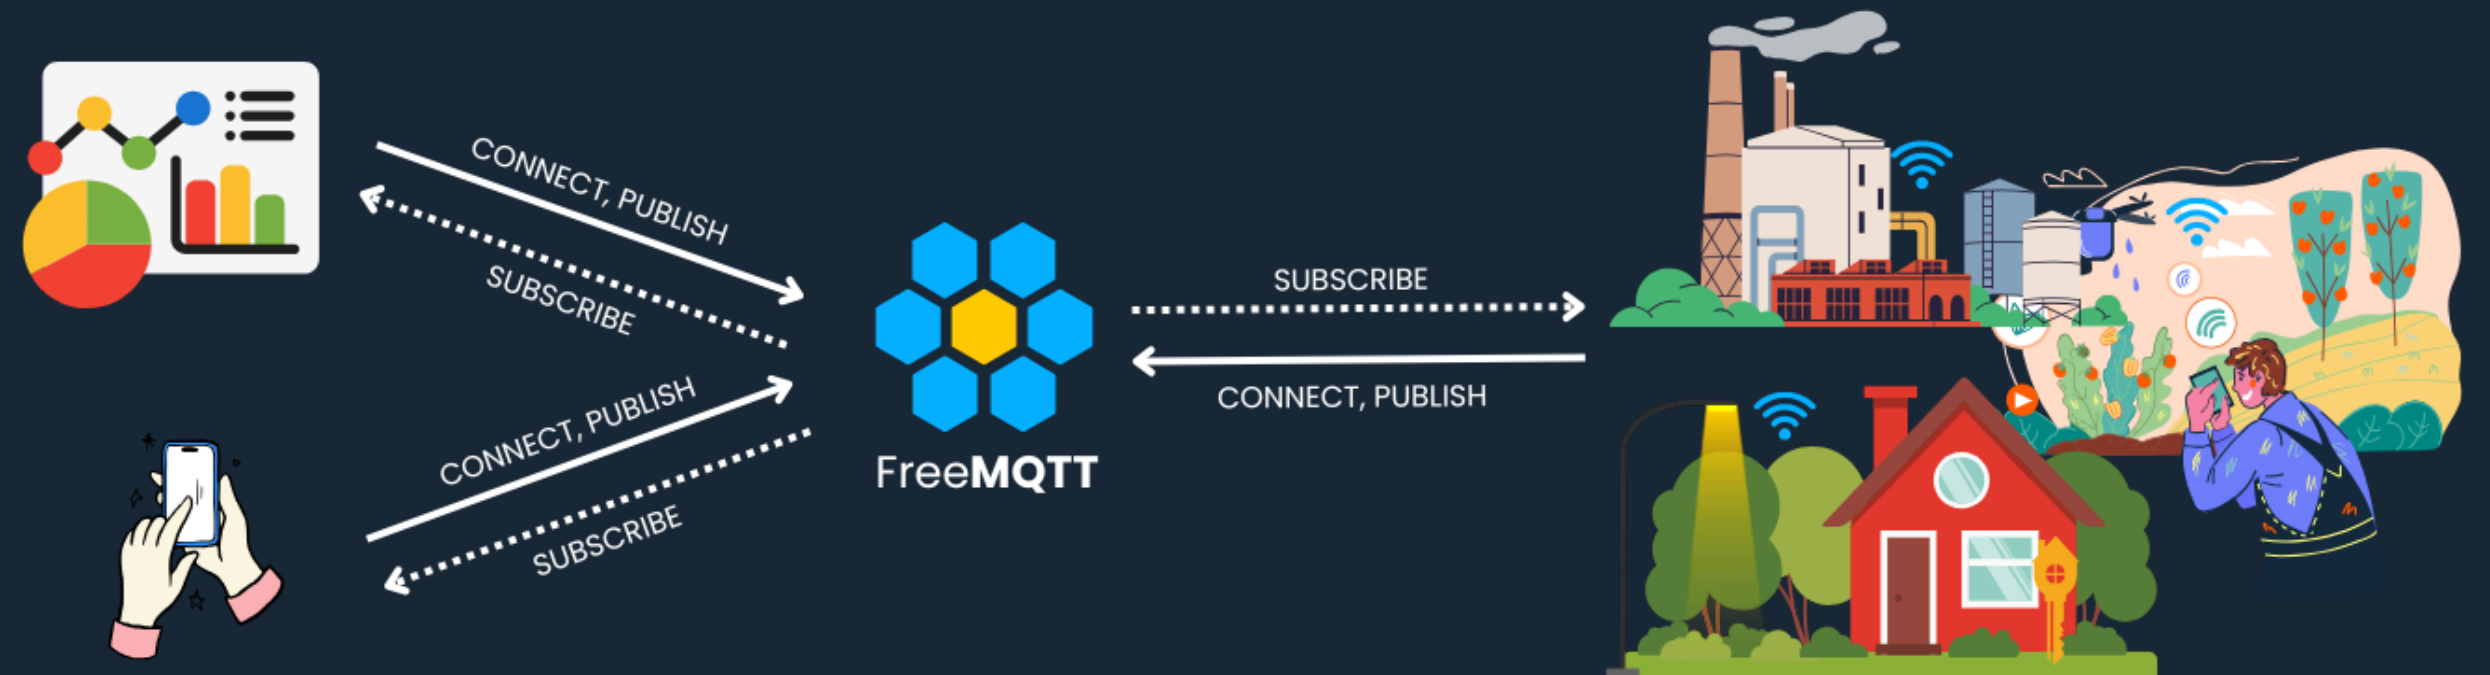 CONNECT, PUBLISH
SUBSCRIBE
CONNECT, PUBLISH
SUBSCRIBE
FreeMQTT
SUBSCRIBE
CONNECT, PUBLISH